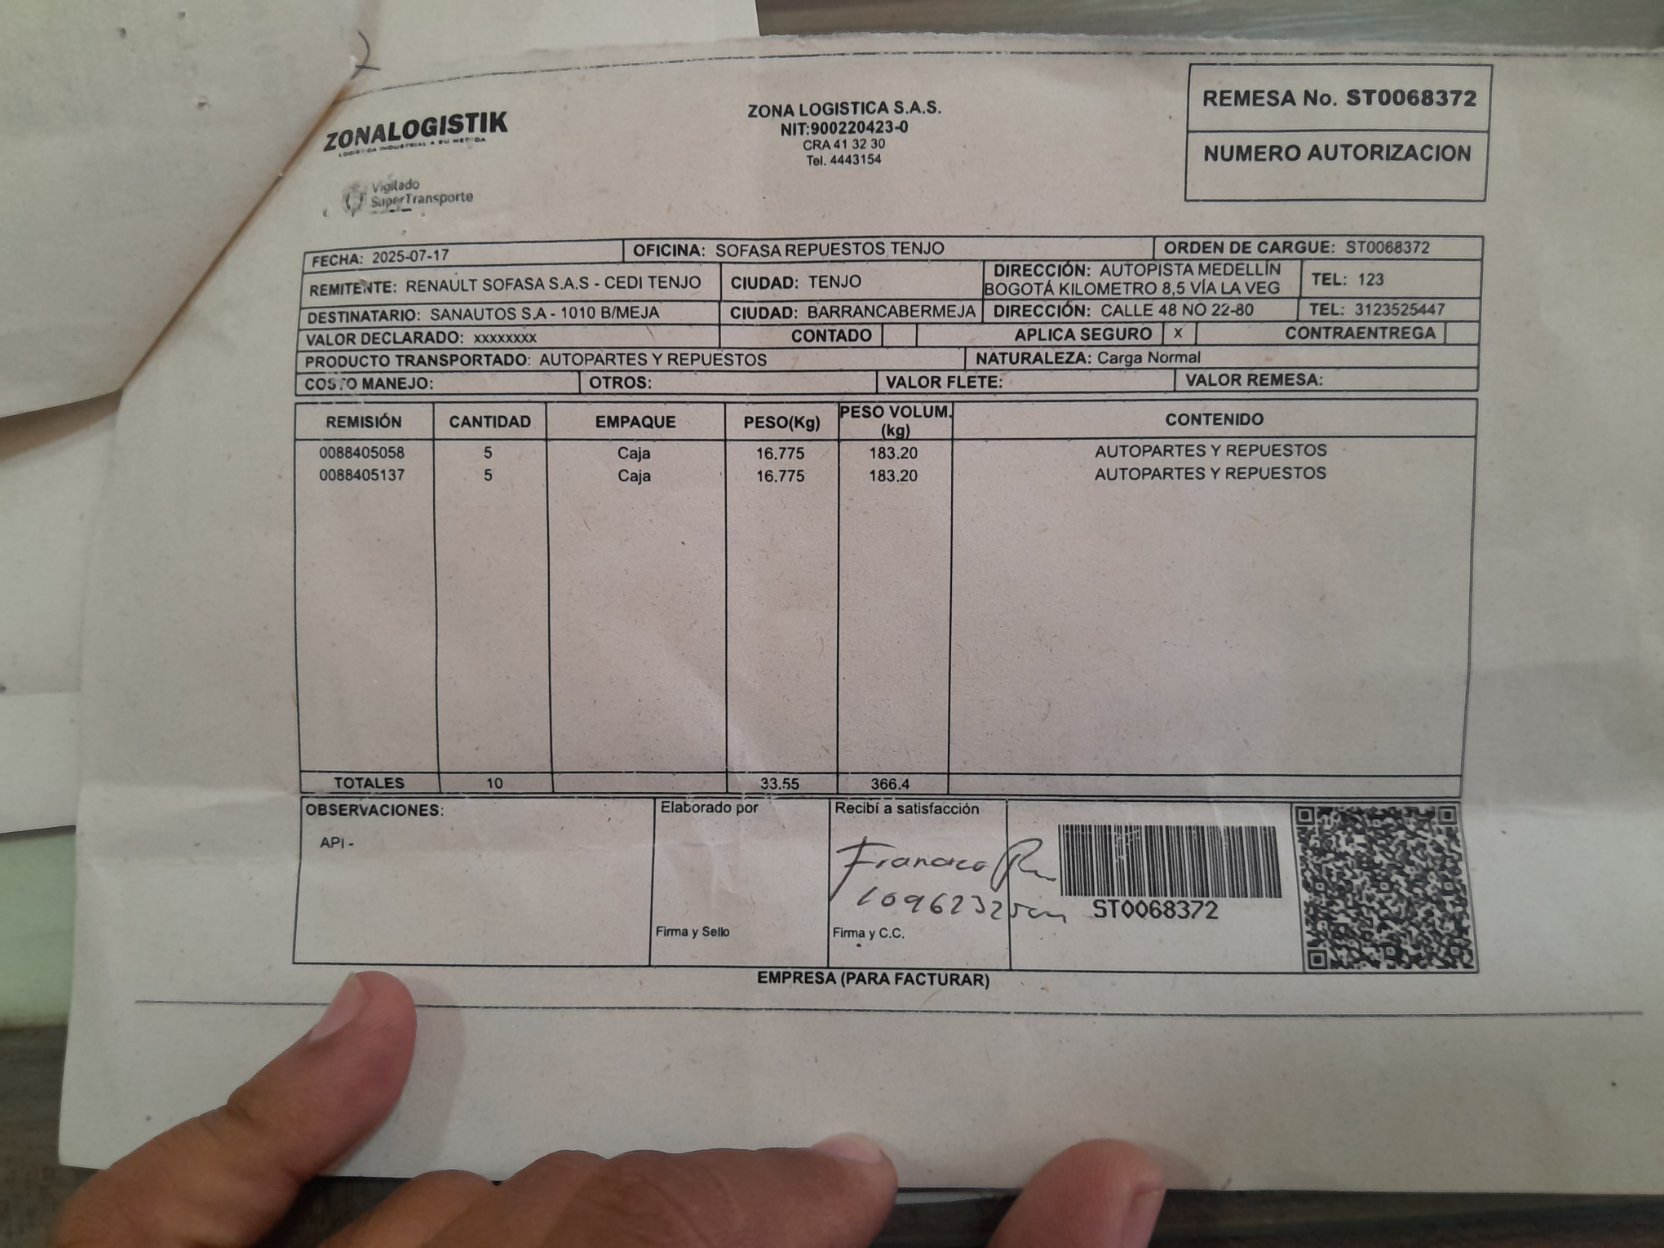 ZONALOGISTIK
LOGISTICA INDUSTRIAL A SU MEDIDA
Vigilado
SuperTransporte
ZONA LOGISTICA S.A.S.
NIT:900220423-0
CRA 41 32 30
Tel. 4443154
REMESA No. ST0068372
NUMERO AUTORIZACION
FECHA: 2025-07-17 OFICINA: SOFASA REPUESTOS TENJO ORDEN DE CARGUE: ST0068372
REMITENTE: RENAULT SOFASA S.A.S - CEDI TENJO CIUDAD: TENJO DIRECCIÓN: AUTOPISTA MEDELLÍN BOGOTÁ KILOMETRO 8,5 VÍA LA VEG TEL: 123
DESTINATARIO: SANAUTOS S.A - 1010 B/MEJA CIUDAD: BARRANCABERMEJA DIRECCIÓN: CALLE 48 NO 22-80 TEL: 3123525447
VALOR DECLARADO: xxxxxxxx CONTADO APLICA SEGURO x CONTRAENTREGA
PRODUCTO TRANSPORTADO: AUTOPARTES Y REPUESTOS NATURALEZA: Carga Normal
COSTO MANEJO: OTROS: VALOR FLETE: VALOR REMESA:
REMISIÓN CANTIDAD EMPAQUE PESO(Kg) PESO VOLUM. (kg) CONTENIDO
0088405058 5 Caja 16.775 183.20 AUTOPARTES Y REPUESTOS
0088405137 5 Caja 16.775 183.20 AUTOPARTES Y REPUESTOS
TOTALES 10 33.55 366.4
OBSERVACIONES: Elaborado por Recibí a satisfacción
API -
ST0068372
Firma y Sello Firma y C.C.
EMPRESA (PARA FACTURAR)